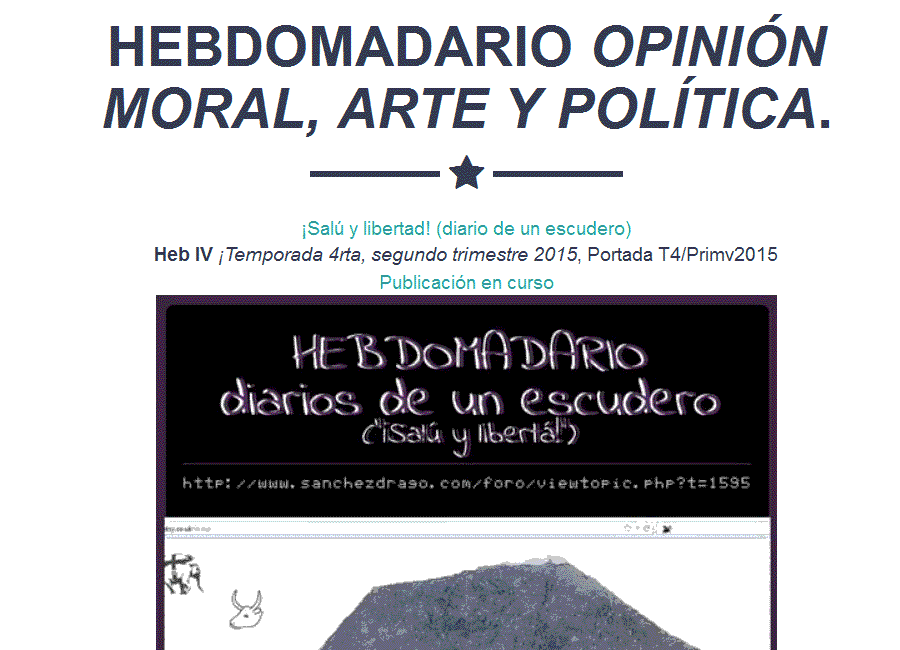 HEBDOMADARIO OPINIÓN
MORAL, ARTE Y POLÍTICA.
¡Salú y libertad! (diario de un escudero)
Heb IV ¡Temporada 4rta, segundo trimestre 2015, Portada T4/Primv2015
Publicación en curso
HEBDOMADARIO
diarios de un escudero
("¡Salú y libertá!")
http://www.sanchezdrago.com/foro/viewtopic.php?t=1595